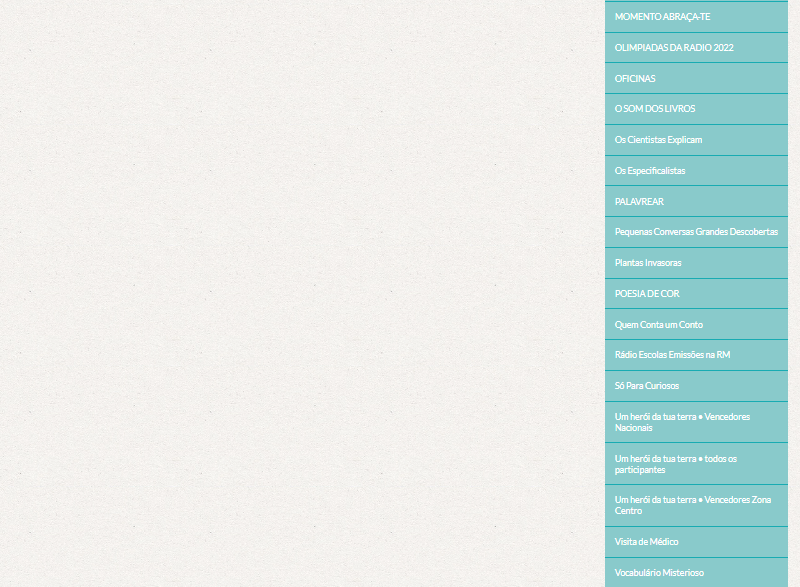 MOMENTO ABRAÇA-TE
OLIMPIADAS DA RADIO 2022
OFICINAS
O SOM DOS LIVROS
Os Cientistas Explicam
Os Especificalistas
PALAVREAR
Pequenas Conversas Grandes Descobertas
Plantas Invasoras
POESIA DE COR
Quem Conta um Conto
Rádio Escolas Emissões na RM
Só Para Curiosos
Um herói da tua terra • Vencedores
Nacionais
Um herói da tua terra • todos os
participantes
Um herói da tua terra • Vencedores Zona
Centro
Visita de Médico
Vocabulário Misterioso